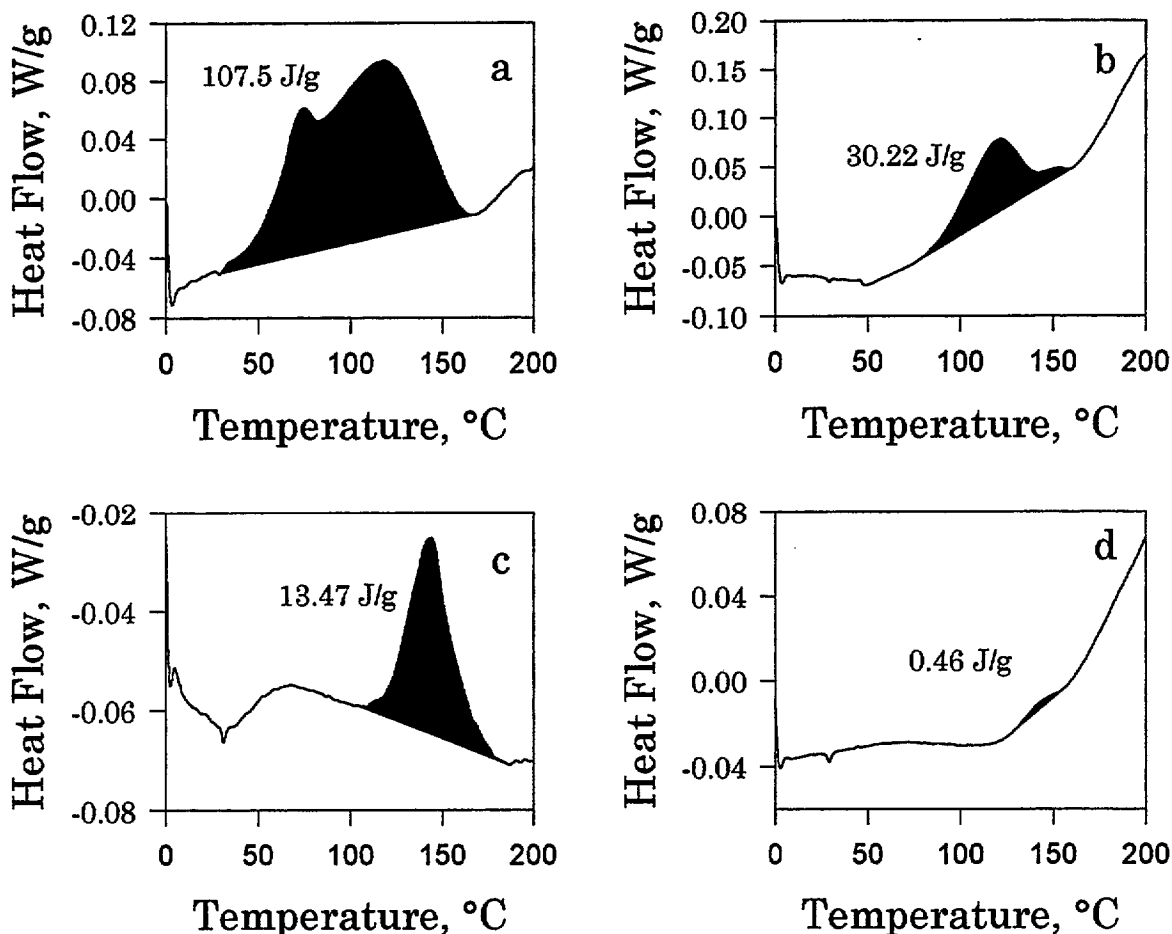 a
107.5 J/g
Heat Flow, W/g
0.12
0.08
0.04
0.00
-0.04
-0.08
0 50 100 150 200
Temperature, °C
b
30.22 J/g
Heat Flow, W/g
0.20
0.15
0.10
0.05
0.00
-0.05
-0.10
0 50 100 150 200
Temperature, °C
c
13.47 J/g
Heat Flow, W/g
-0.02
-0.04
-0.06
-0.08
0 50 100 150 200
Temperature, °C
d
0.46 J/g
Heat Flow, W/g
0.08
0.04
0.00
-0.04
0 50 100 150 200
Temperature, °C